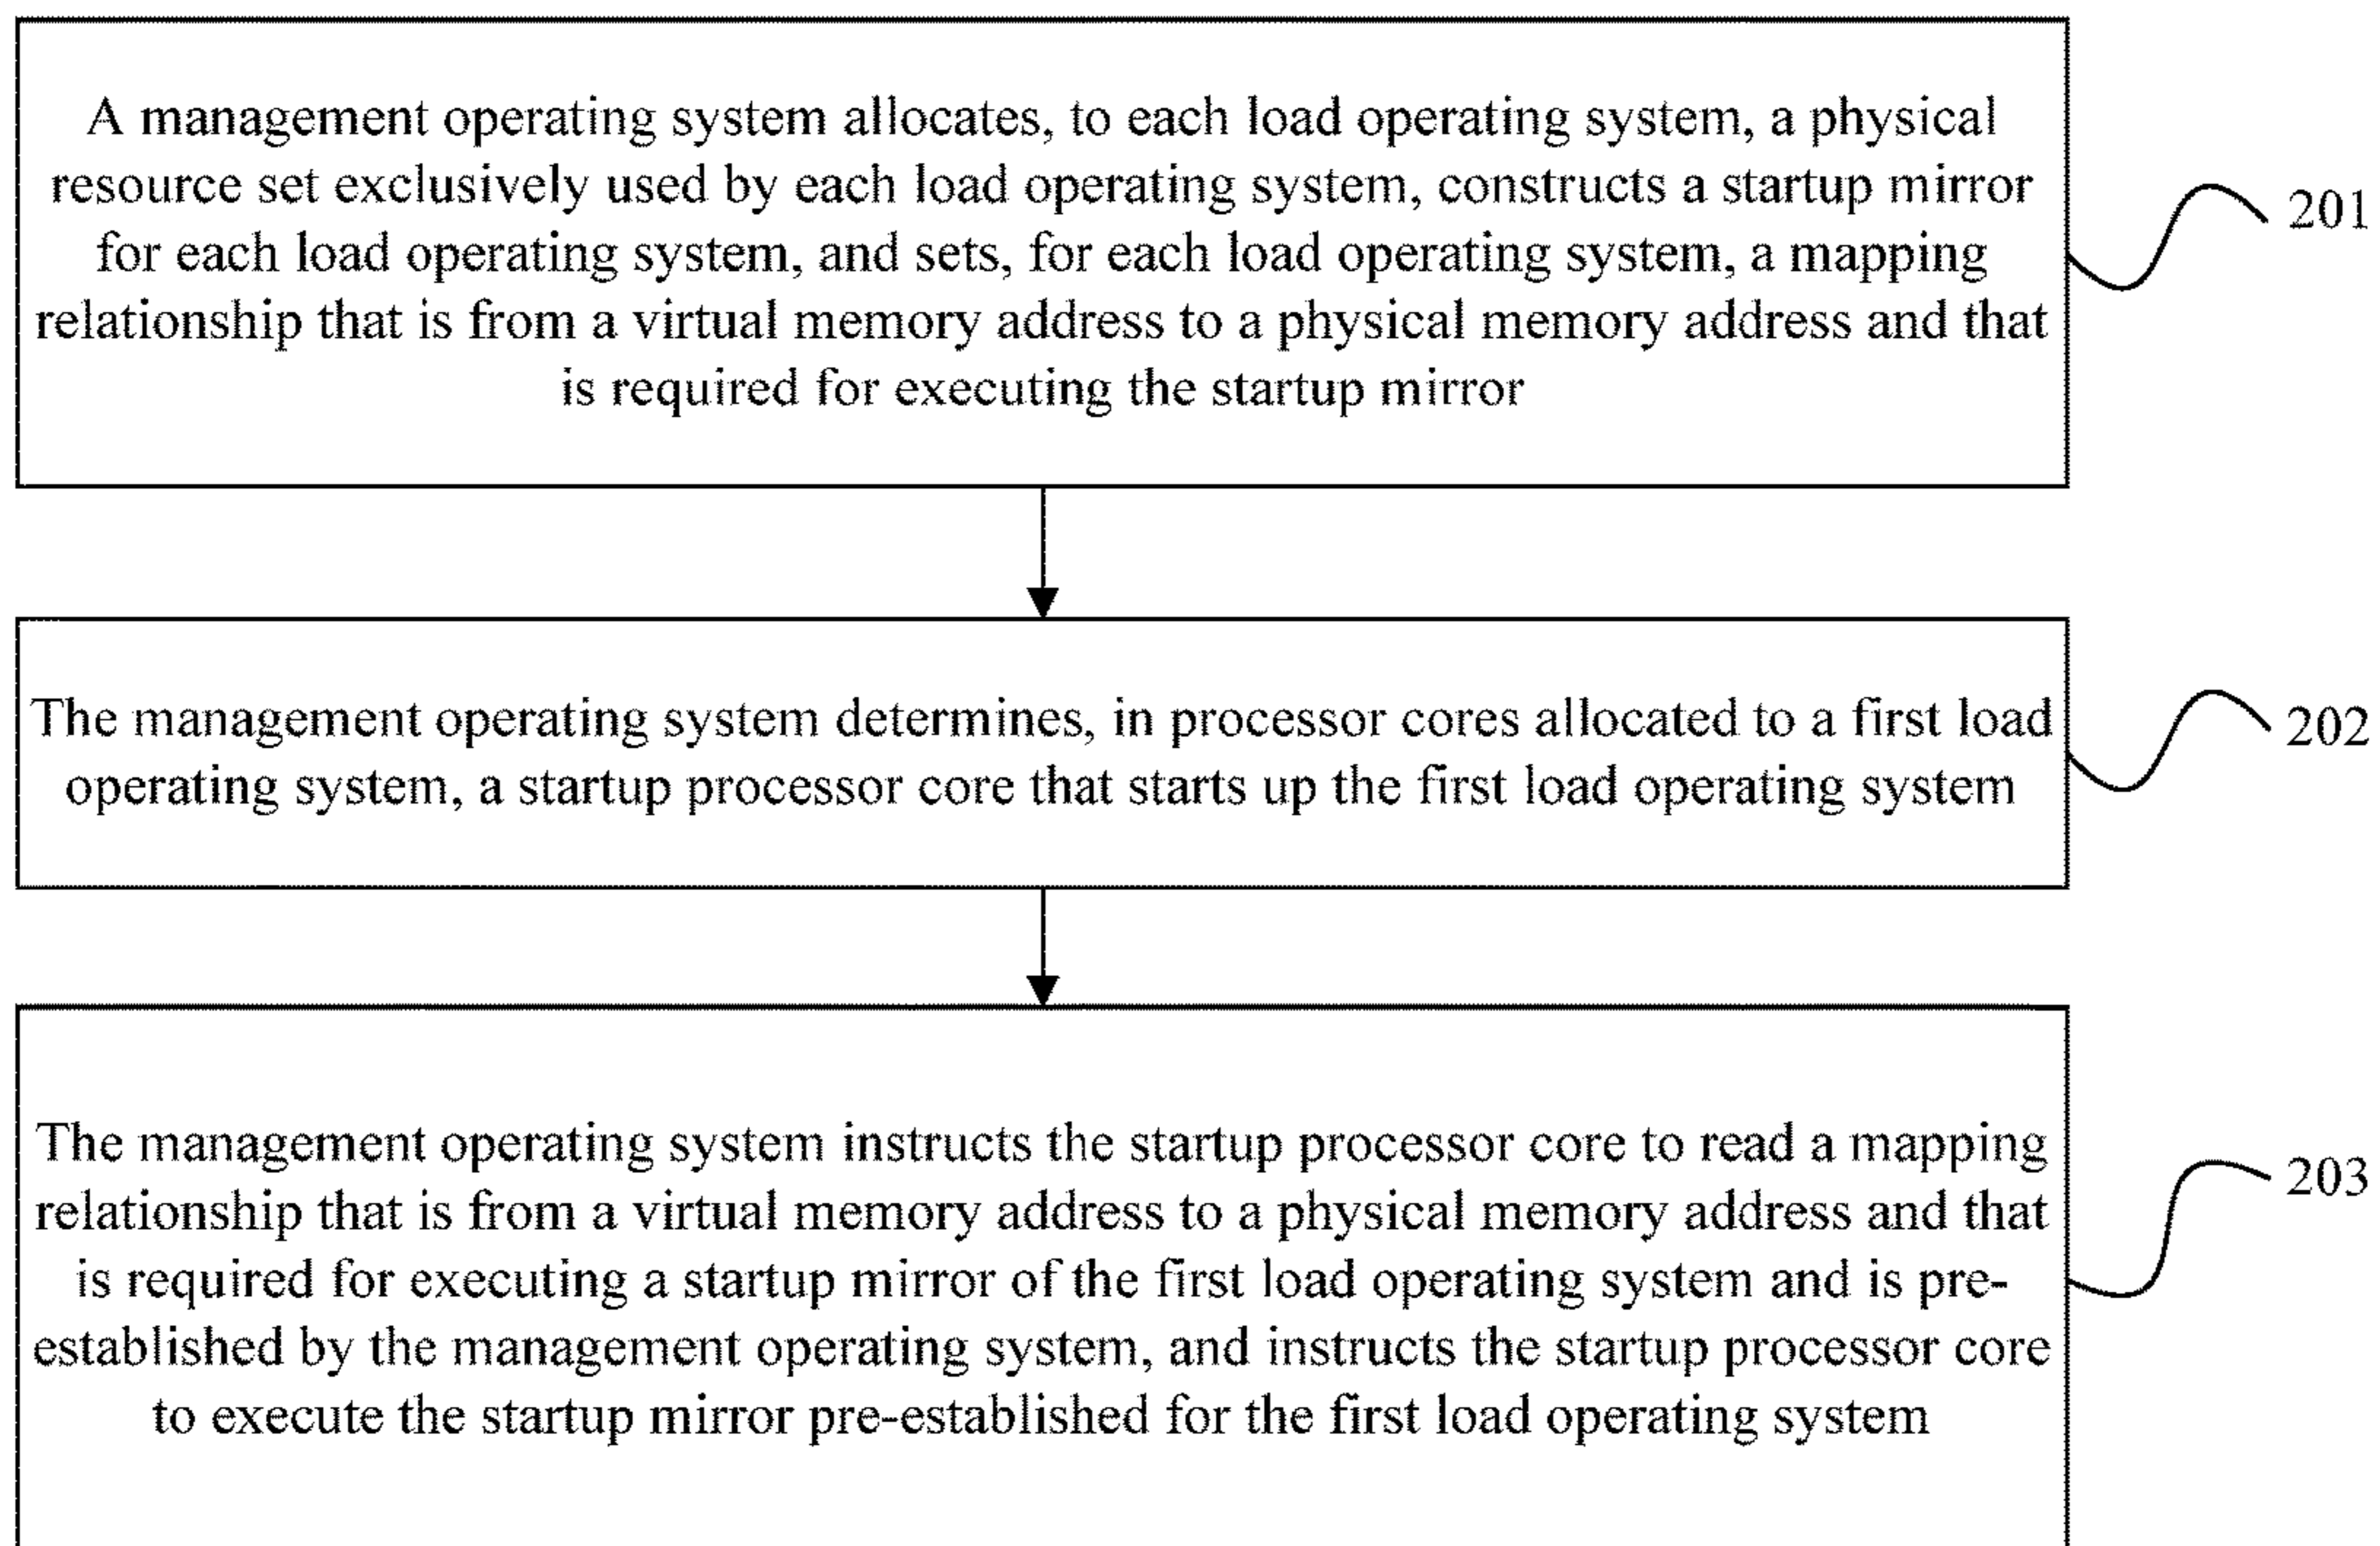 A management operating system allocates, to each load operating system, a physical
resource set exclusively used by each load operating system, constructs a startup mirror
for each load operating system, and sets, for each load operating system, a mapping
relationship that is from a virtual memory address to a physical memory address and that
is required for executing the startup mirror
201
The management operating system determines, in processor cores allocated to a first load
operating system, a startup processor core that starts up the first load operating system
202
The management operating system instructs the startup processor core to read a mapping
relationship that is from a virtual memory address to a physical memory address and that
is required for executing a startup mirror of the first load operating system and is pre-
established by the management operating system, and instructs the startup processor core
to execute the startup mirror pre-established for the first load operating system
203